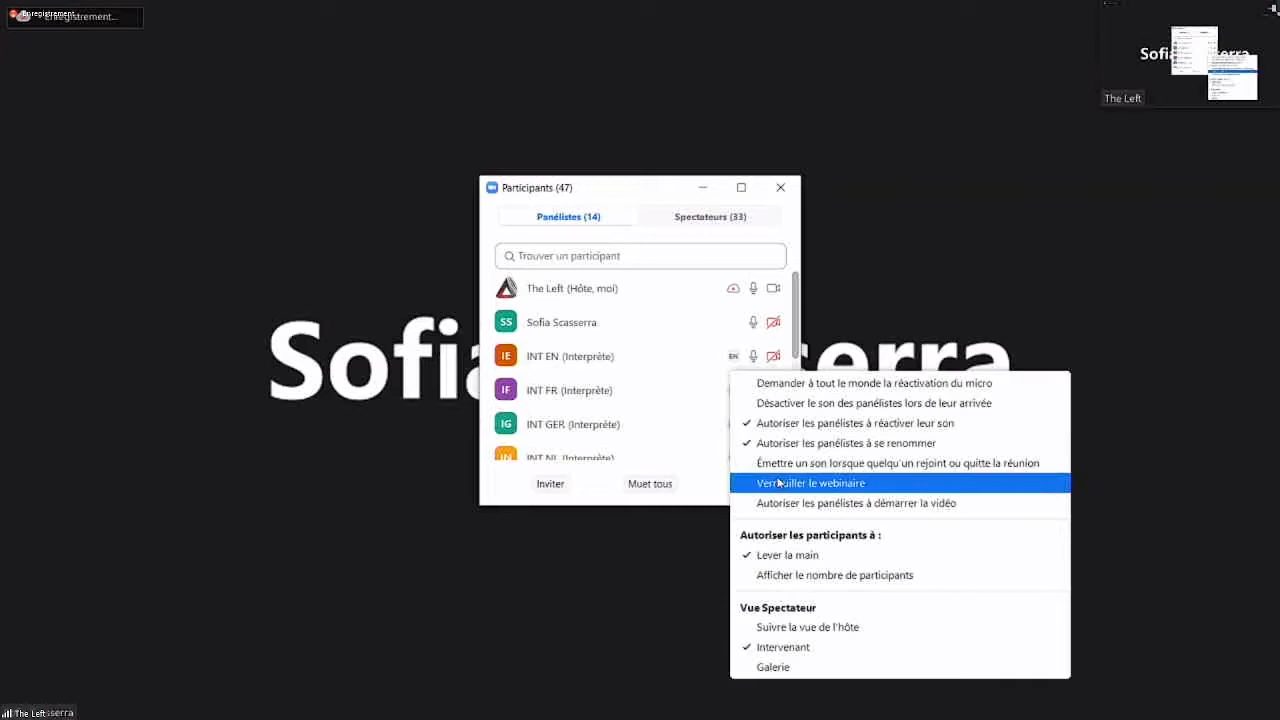 Enregistrement...
The Left
Participants (47)
Panélistes (14)
Spectateurs (33)
Trouver un participant
The Left (Hôte, moi)
SS Sofia Scasserra
IE INT EN (Interprète) EN
IF INT FR (Interprète)
IG INT GER (Interprète)
INT NL (Interprète)
Inviter
Muet tous
Demander à tout le monde la réactivation du micro
Désactiver le son des panélistes lors de leur arrivée
Autoriser les panélistes à réactiver leur son
Autoriser les panélistes à se renommer
Émettre un son lorsque quelqu'un rejoint ou quitte la réunion
Verrouiller le webinaire
Autoriser les panélistes à démarrer la vidéo
Autoriser les participants à :
Lever la main
Afficher le nombre de participants
Vue Spectateur
Suivre la vue de l'hôte
Intervenant
Galerie
The Left